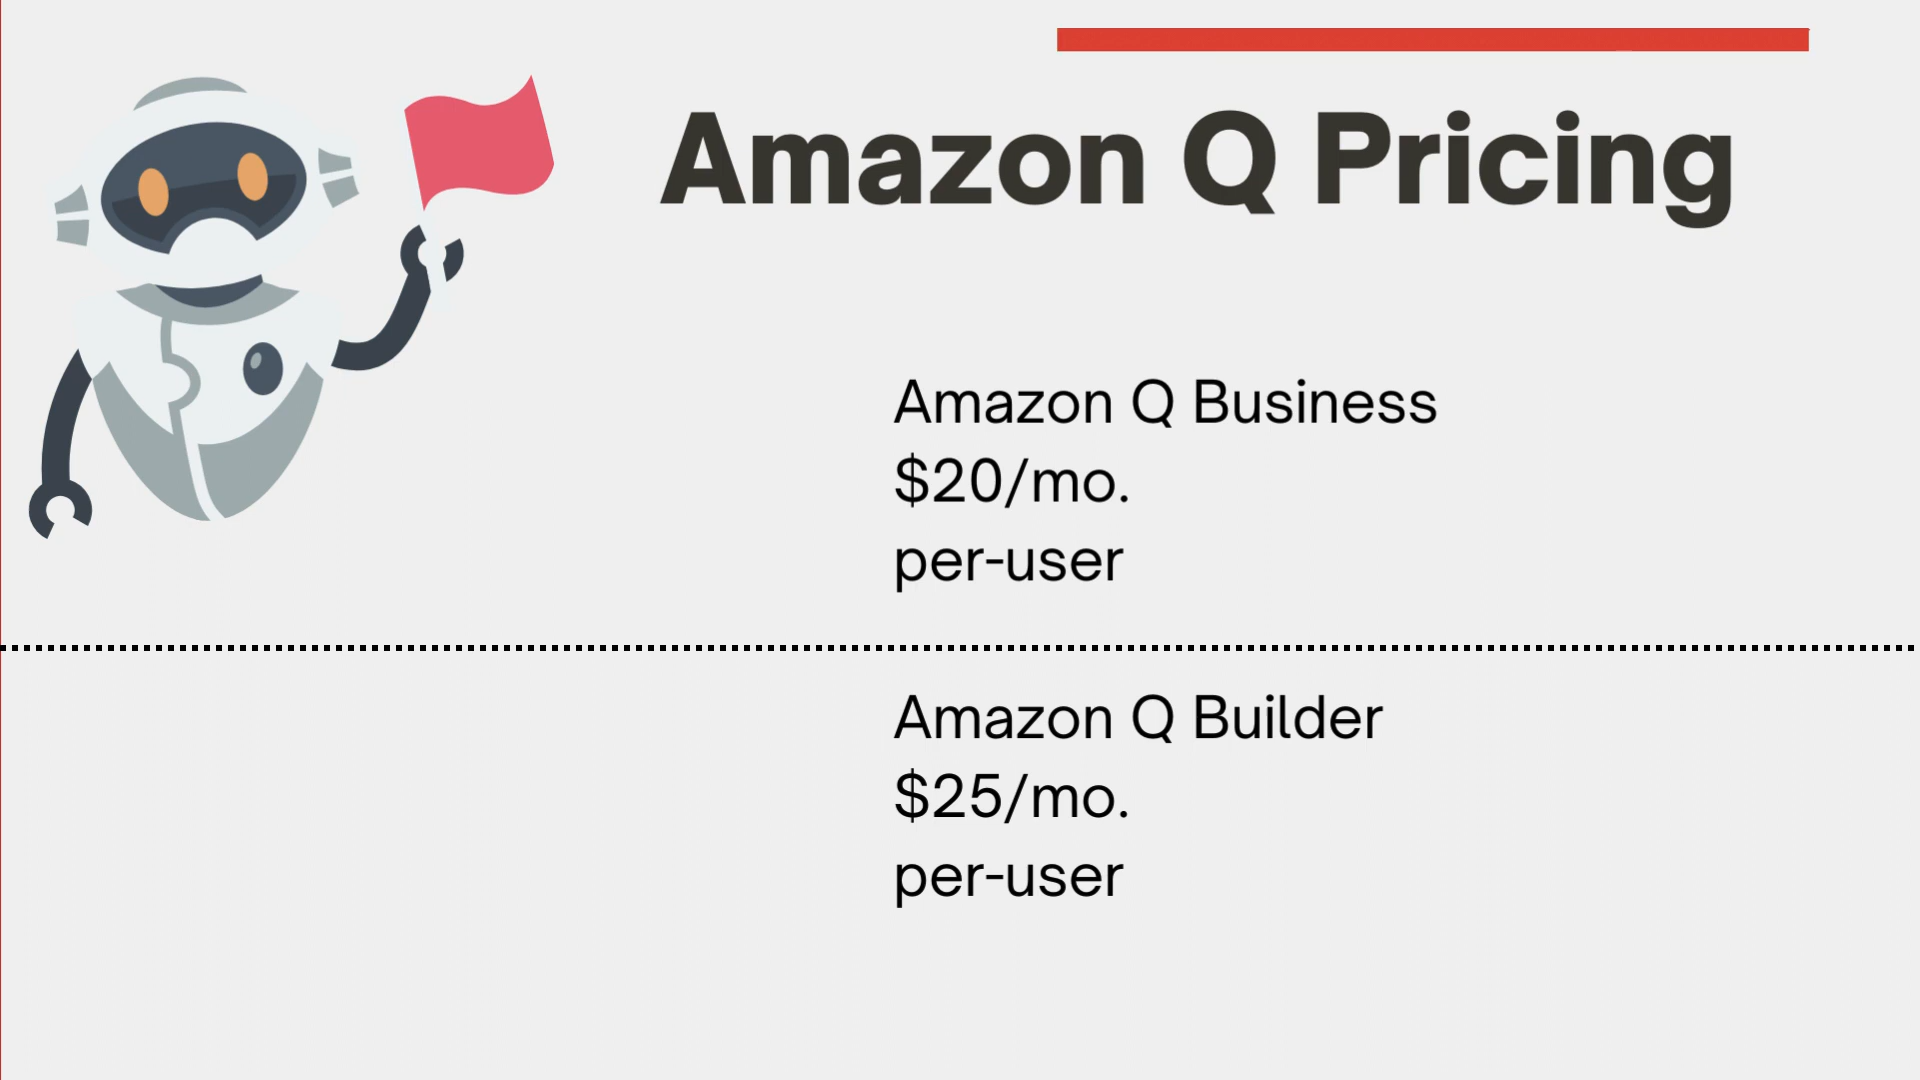 Amazon Q Pricing
Amazon Q Business
$20/mo.
per-user
Amazon Q Builder
$25/mo.
per-user